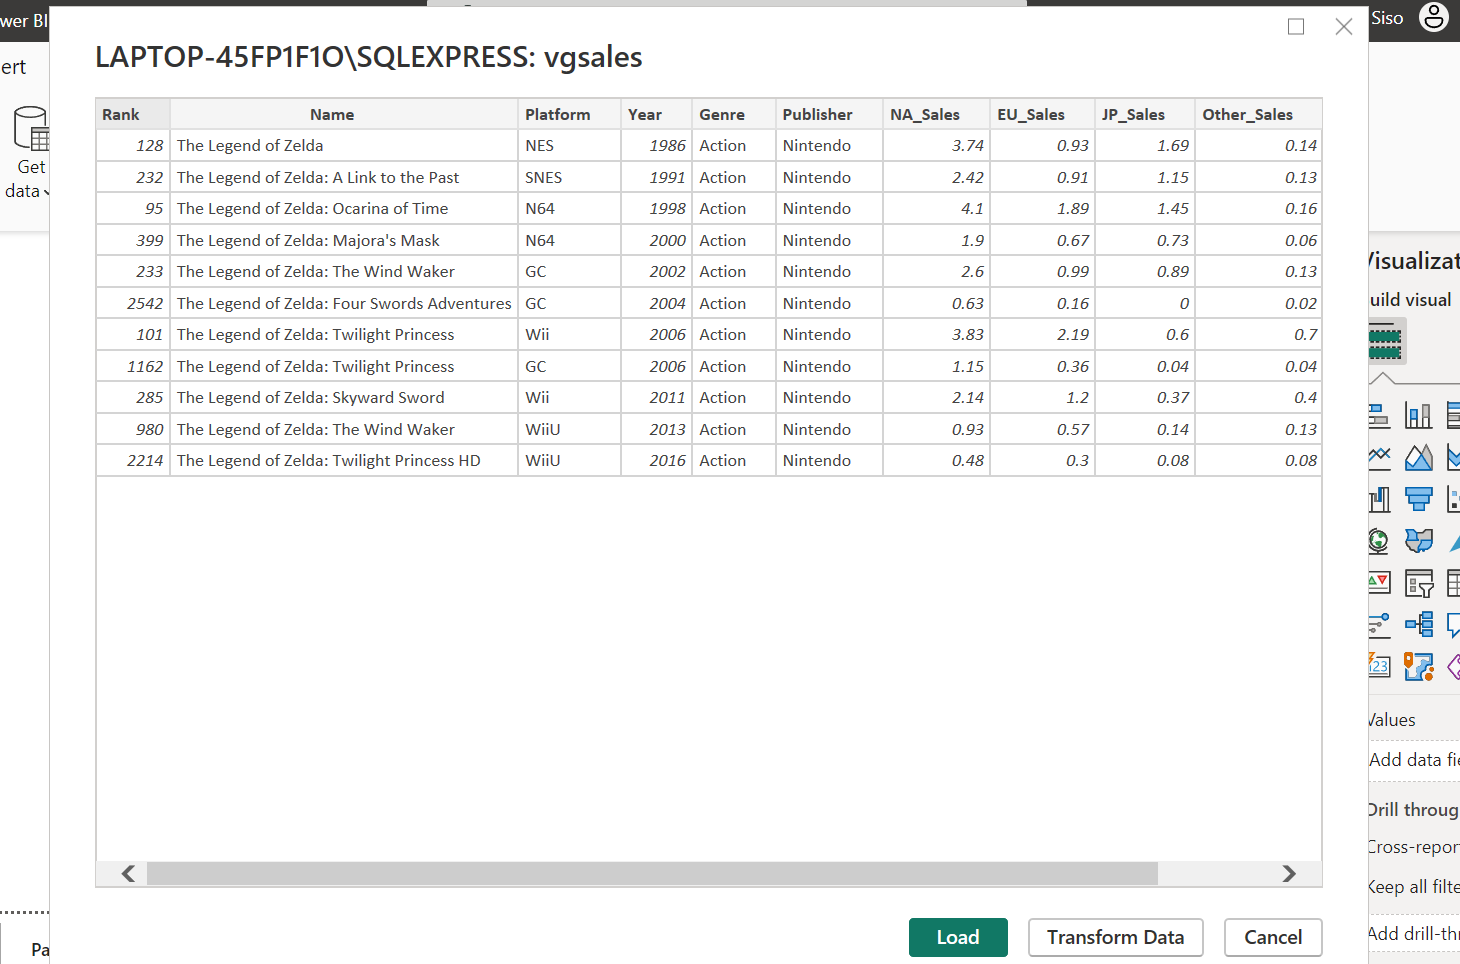 wer BI
Siso
ert
LAPTOP-45FP1F1O\SQLEXPRESS: vgsales
Get
data
Rank Name Platform Year Genre Publisher NA_Sales EU_Sales JP_Sales Other_Sales
128 The Legend of Zelda NES 1986 Action Nintendo 3.74 0.93 1.69 0.14
232 The Legend of Zelda: A Link to the Past SNES 1991 Action Nintendo 2.42 0.91 1.15 0.13
95 The Legend of Zelda: Ocarina of Time N64 1998 Action Nintendo 4.1 1.89 1.45 0.16
399 The Legend of Zelda: Majora's Mask N64 2000 Action Nintendo 1.9 0.67 0.73 0.06
233 The Legend of Zelda: The Wind Waker GC 2002 Action Nintendo 2.6 0.99 0.89 0.13
2542 The Legend of Zelda: Four Swords Adventures GC 2004 Action Nintendo 0.63 0.16 0 0.02
101 The Legend of Zelda: Twilight Princess Wii 2006 Action Nintendo 3.83 2.19 0.6 0.7
1162 The Legend of Zelda: Twilight Princess GC 2006 Action Nintendo 1.15 0.36 0.04 0.04
285 The Legend of Zelda: Skyward Sword Wii 2011 Action Nintendo 2.14 1.2 0.37 0.4
980 The Legend of Zelda: The Wind Waker WiiU 2013 Action Nintendo 0.93 0.57 0.14 0.13
2214 The Legend of Zelda: Twilight Princess HD WiiU 2016 Action Nintendo 0.48 0.3 0.08 0.08
Visualizat
uild visual
123
Values
Add data fie
Drill throug
Cross-repor
Keep all filte
Add drill-thr
Load Transform Data Cancel
Pa